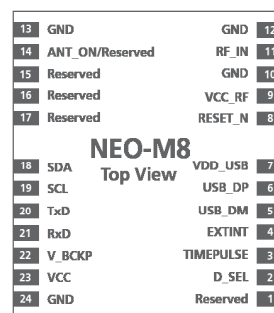 13 GND GND 12
14 ANT_ON/Reserved RF_IN 11
15 Reserved GND 10
16 Reserved VCC_RF 9
17 Reserved RESET_N 8
NEO-M8
Top View
18 SDA VDD_USB 7
19 SCL USB_DP 6
20 TxD USB_DM 5
21 RxD EXTINT 4
22 V_BCKP TIMEPULSE 3
23 VCC D_SEL 2
24 GND Reserved 1